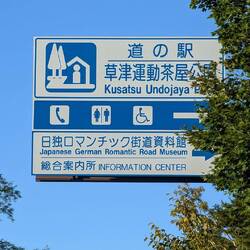 道の駅
草津運動茶屋公
Kusatsu Undojaya
日独ロマンチック街道資料館
Japanese German Romantic Road Museum
総合案内所 INFORMATION CENTER